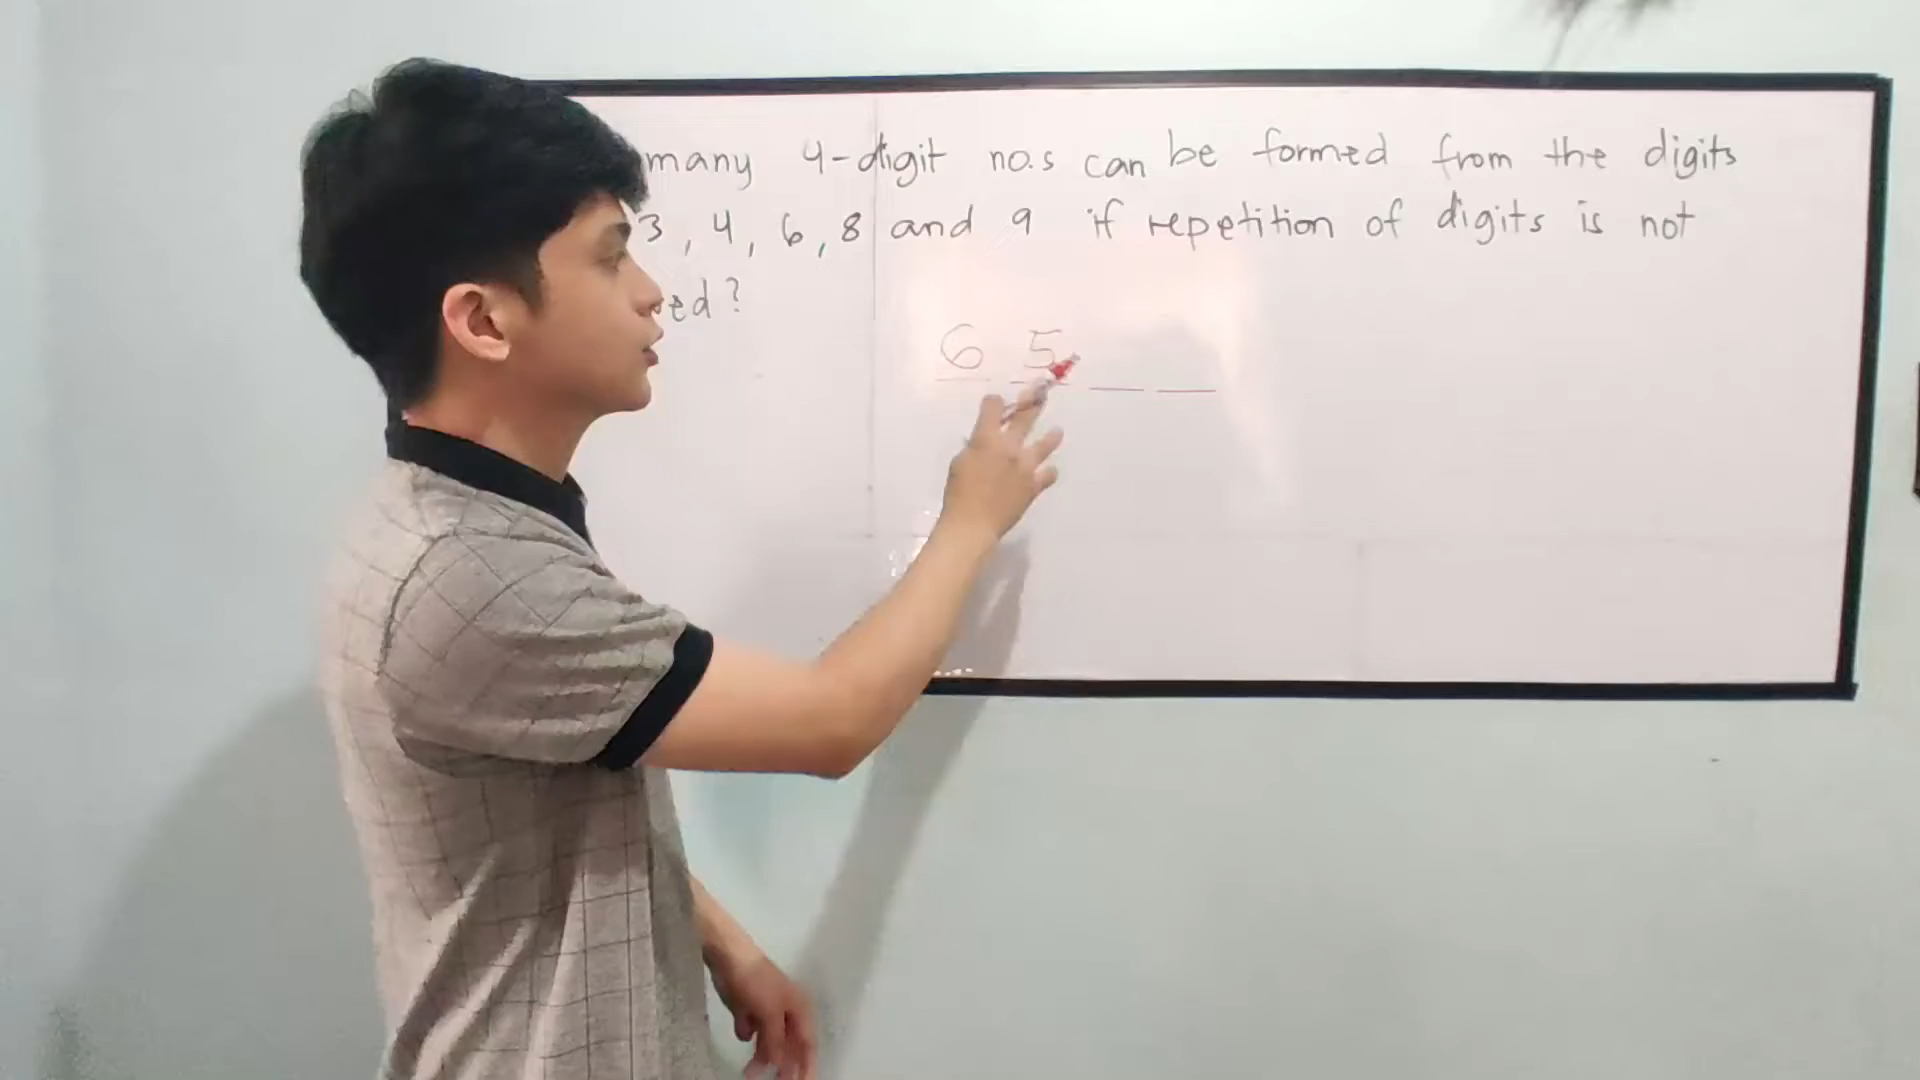 many 4-digit no.s can be formed from the digits
3, 4, 6, 8 and 9 if repetition of digits is not
ed?
6 5